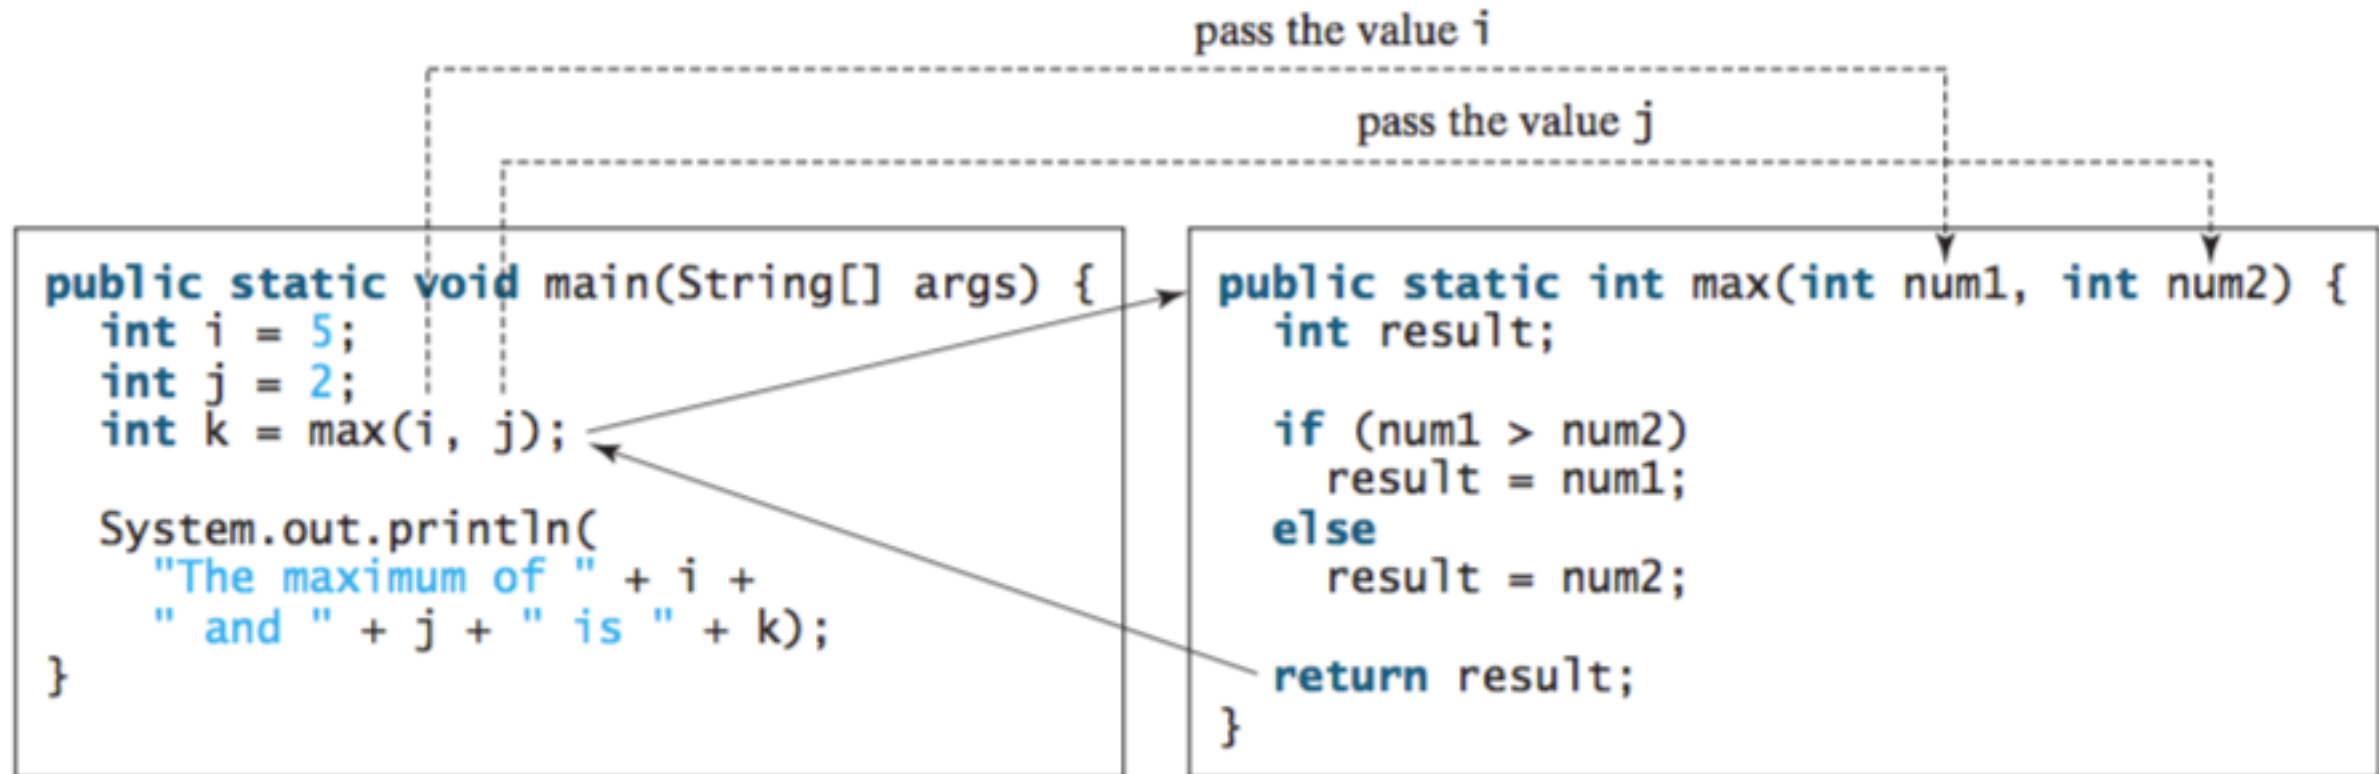 pass the value i
pass the value j
public static void main(String[] args) {
int i = 5;
int j = 2;
int k = max(i, j);
System.out.println(
"The maximum of " + i +
" and " + j + " is " + k);
}
public static int max(int num1, int num2) {
int result;
if (num1 > num2)
result = num1;
else
result = num2;
return result;
}